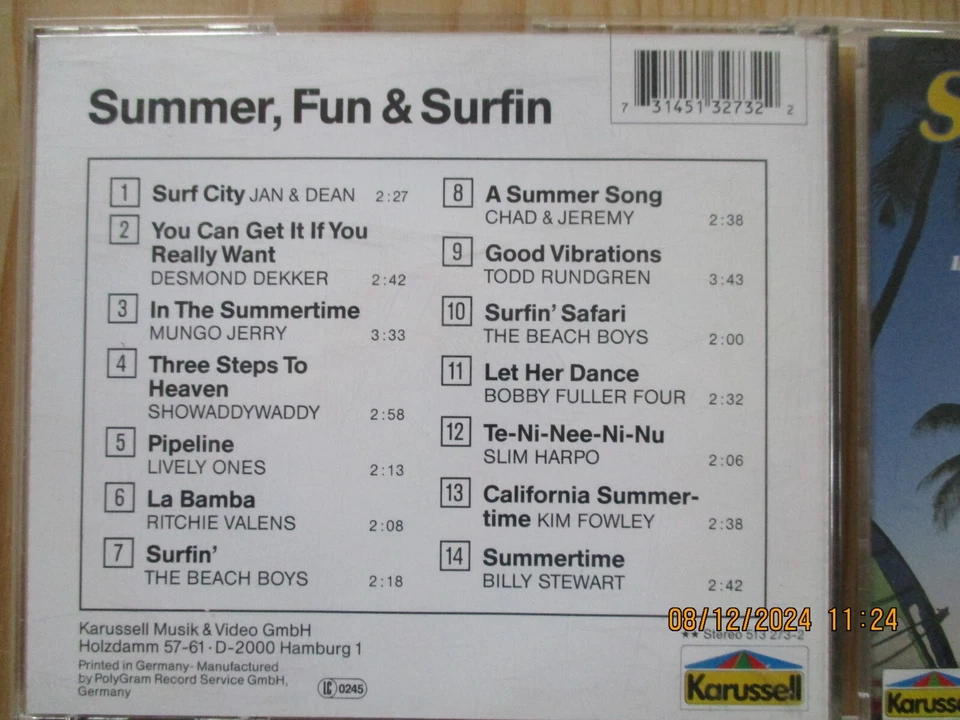 Summer, Fun & Surfin
7 31451 32732 2
1 Surf City JAN & DEAN 2:27
2 You Can Get It If You
Really Want
DESMOND DEKKER 2:42
3 In The Summertime
MUNGO JERRY 3:33
4 Three Steps To
Heaven
SHOWADDYWADDY 2:58
5 Pipeline
LIVELY ONES 2:13
6 La Bamba
RITCHIE VALENS 2:08
7 Surfin'
THE BEACH BOYS 2:18
8 A Summer Song
CHAD & JEREMY 2:38
9 Good Vibrations
TODD RUNDGREN 3:43
10 Surfin' Safari
THE BEACH BOYS 2:00
11 Let Her Dance
BOBBY FULLER FOUR 2:32
12 Te-Ni-Nee-Ni-Nu
SLIM HARPO 2:06
13 California Summer-
time KIM FOWLEY 2:38
14 Summertime
BILLY STEWART 2:42
Karussell Musik & Video GmbH
Holzdamm 57-61 · D-2000 Hamburg 1
Printed in Germany - Manufactured
by PolyGram Record Service GmbH,
Germany
LC 0245
08/12/2024 11:24
★★ Stereo 513 273-2
Karussell
S
Karusse